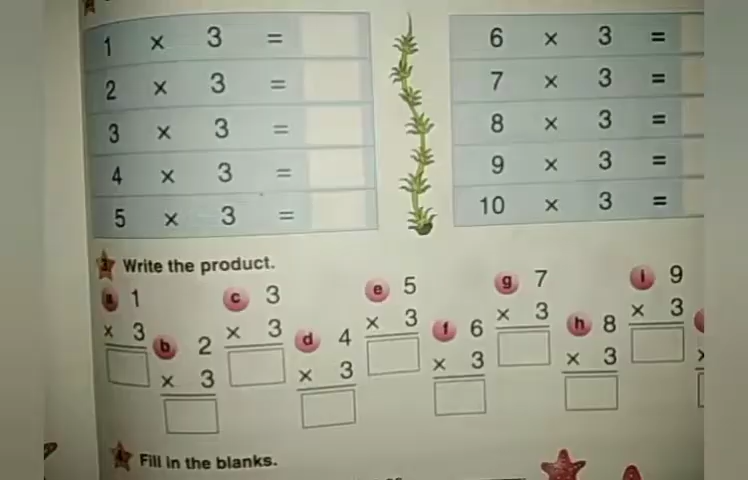 1 × 3 =
2 × 3 =
3 × 3 =
4 × 3 =
5 × 3 =
6 × 3 =
7 × 3 =
8 × 3 =
9 × 3 =
10 × 3 =
Write the product.
a 1
× 3
b 2
× 3
c 3
× 3
d 4
× 3
e 5
× 3
f 6
× 3
g 7
× 3
h 8
× 3
i 9
× 3
×
4 Fill in the blanks.